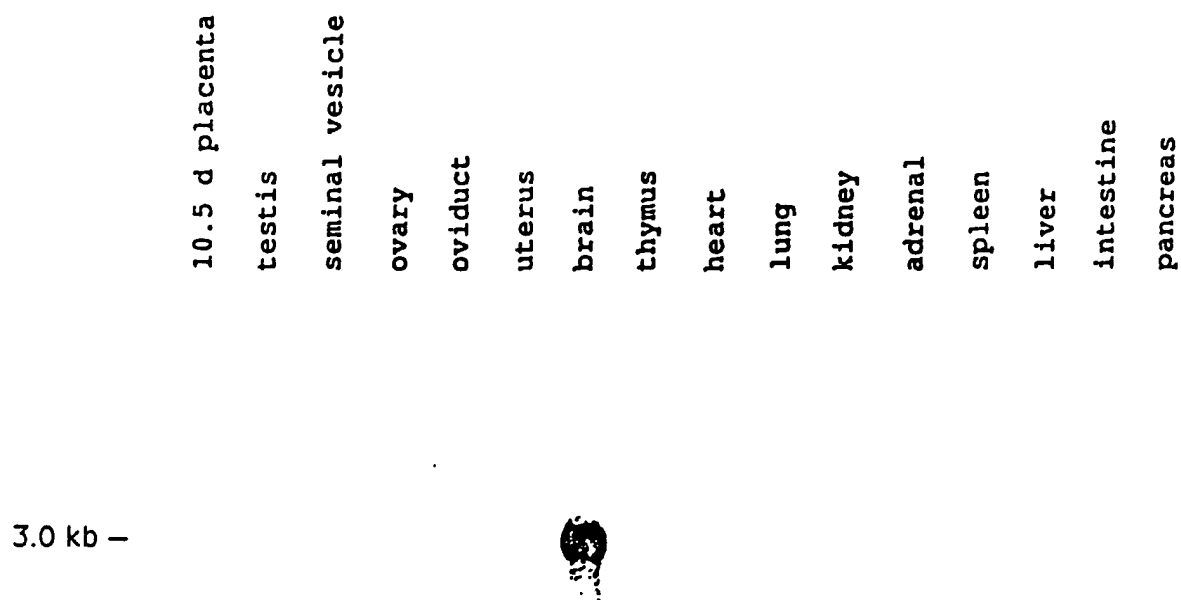 10.5 d placenta
testis
seminal vesicle
ovary
oviduct
uterus
brain
thymus
heart
lung
kidney
adrenal
spleen
liver
intestine
pancreas
3.0 kb –